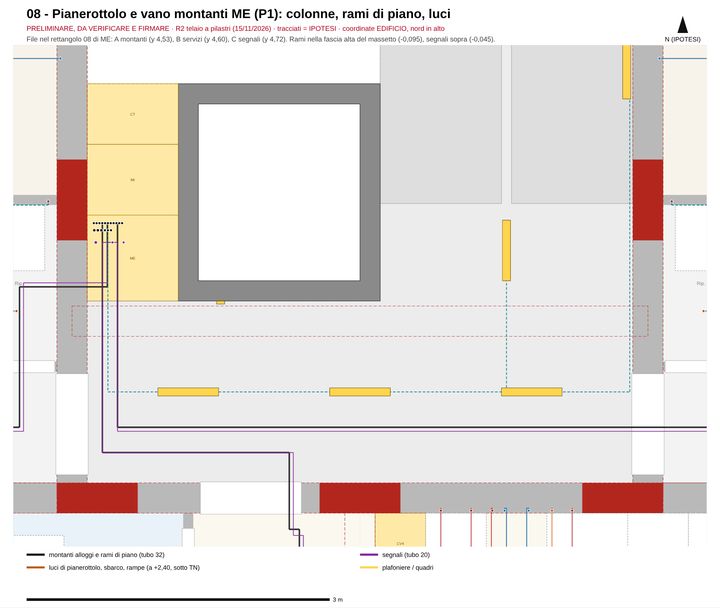 08 - Pianerottolo e vano montanti ME (P1): colonne, rami di piano, luci
PRELIMINARE, DA VERIFICARE E FIRMARE · R2 telaio a pilastri (15/11/2026) · tracciati = IPOTESI · coordinate EDIFICIO, nord in alto
File nel rettangolo 08 di ME: A montanti (y 4,53), B servizi (y 4,60), C segnali (y 4,72). Rami nella fascia alta del massetto (-0,095), segnali sopra (-0,045).
N (IPOTESI)
ME
Rip.
montanti alloggi e rami di piano (tubo 32)
segnali (tubo 20)
luci di pianerottolo, sbarco, rampe (a +2,40, sotto TN)
plafoniere / quadri
3 m